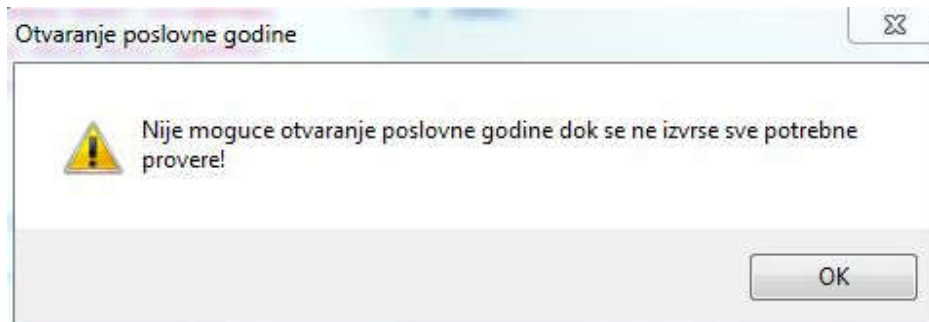 Otvaranje poslovne godine
Nije moguce otvaranje poslovne godine dok se ne izvrse sve potrebne
provere!
OK